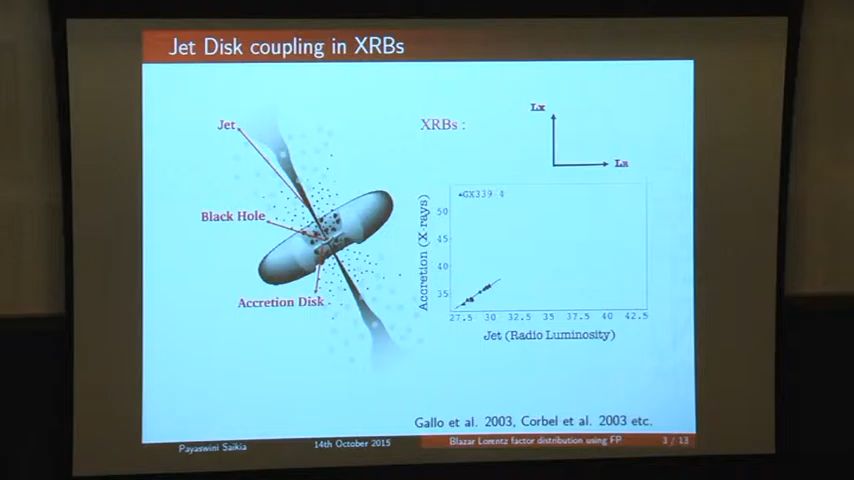 Jet Disk coupling in XRBs
Jet
Black Hole
Accretion Disk
XRBs :
Lx
LR
GX339 4
Accretion (X-rays)
50
45
40
35
27.5 30 32.5 35 37.5 40 42.5
Jet (Radio Luminosity)
Gallo et al. 2003, Corbel et al. 2003 etc.
Payaswini Saikia 14th October 2015 Blazar Lorentz factor distribution using FP 3 / 13